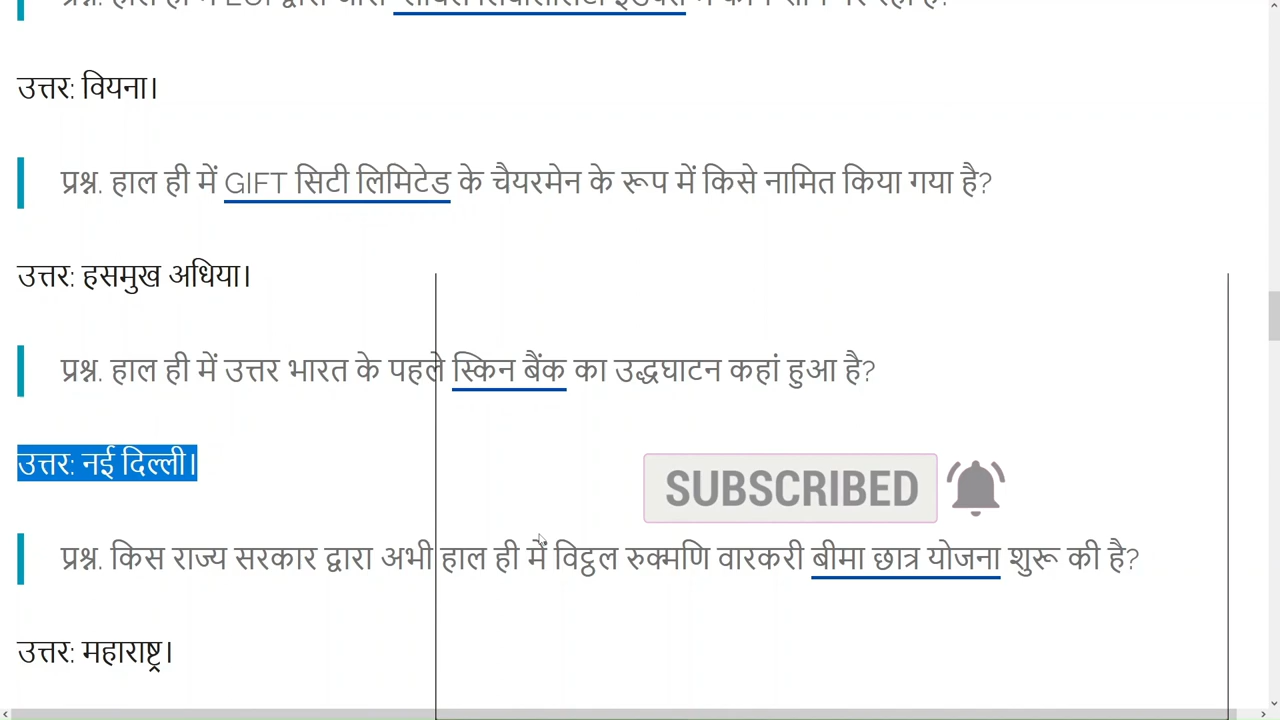 उत्तर: वियना।
प्रश्न. हाल ही में GIFT सिटी लिमिटेड के चैयरमेन के रूप में किसे नामित किया गया है?
उत्तर: हसमुख अधिया।
प्रश्न. हाल ही में उत्तर भारत के पहले स्किन बैंक का उद्धघाटन कहां हुआ है?
उत्तर: नई दिल्ली।
SUBSCRIBED
प्रश्न. किस राज्य सरकार द्वारा अभी हाल ही में विट्ठल रुक्मणि वारकरी बीमा छात्र योजना शुरू की है?
उत्तर: महाराष्ट्र।